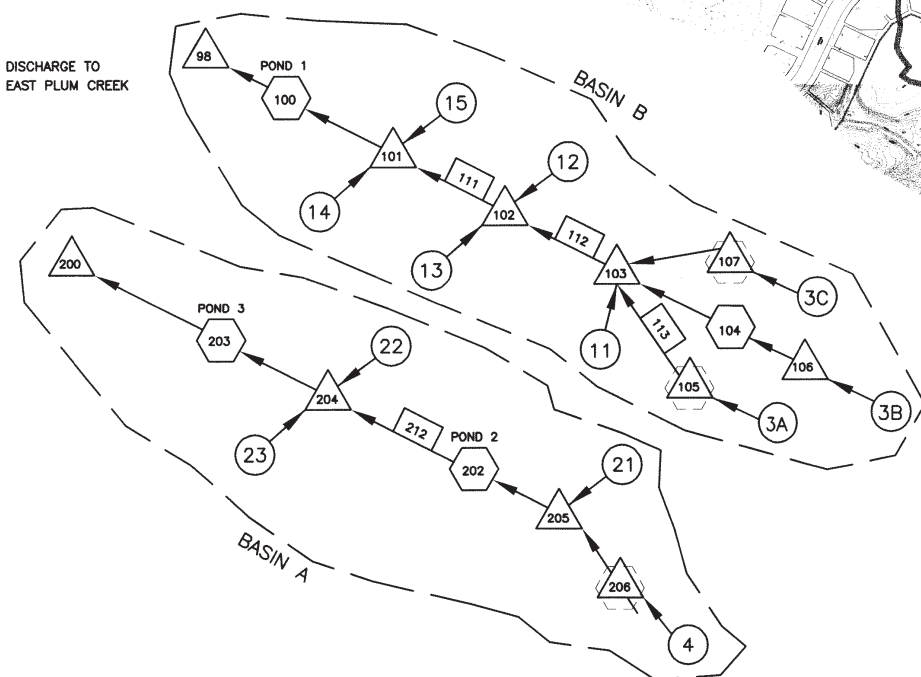 98
DISCHARGE TO
EAST PLUM CREEK
POND 1
100
15
101
14
111
12
102
13
BASIN B
112
103
107
3C
11
113
104
106
105
3A
3B
200
POND 3
203
22
204
23
212
POND 2
202
21
205
BASIN A
206
4